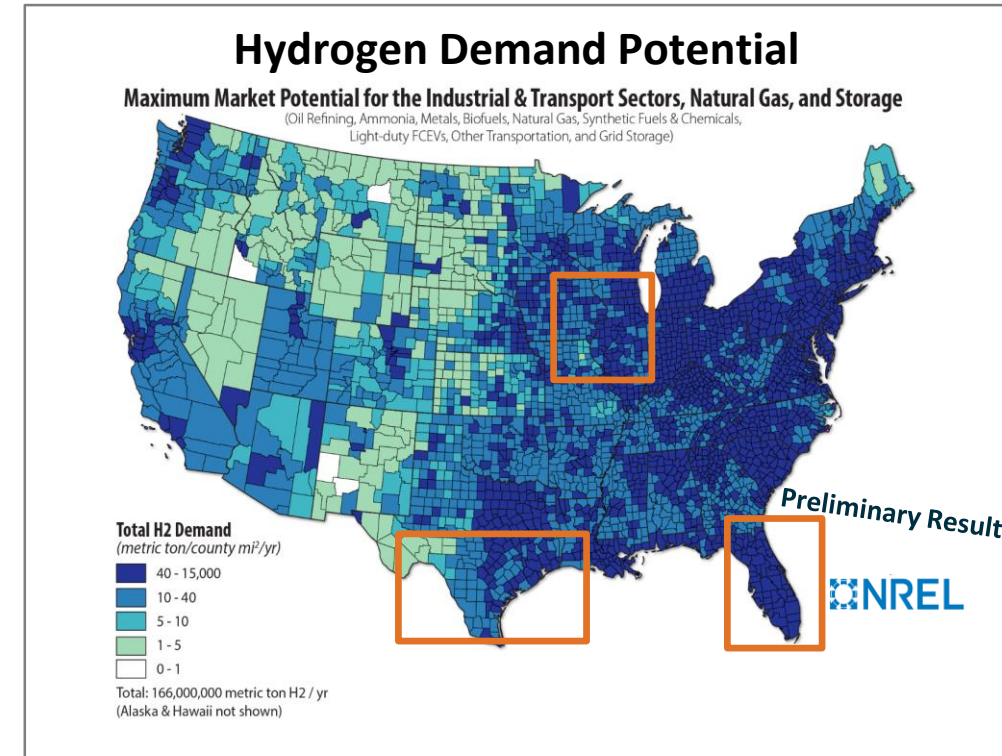 Hydrogen Demand Potential
Maximum Market Potential for the Industrial & Transport Sectors, Natural Gas, and Storage
(Oil Refining, Ammonia, Metals, Biofuels, Natural Gas, Synthetic Fuels & Chemicals,
Light-duty FCEVs, Other Transportation, and Grid Storage)
Preliminary Result
NREL
Total H2 Demand
(metric ton/county mi²/yr)
40 - 15,000
10 - 40
5 - 10
1 - 5
0 - 1
Total: 166,000,000 metric ton H2 / yr
(Alaska & Hawaii not shown)